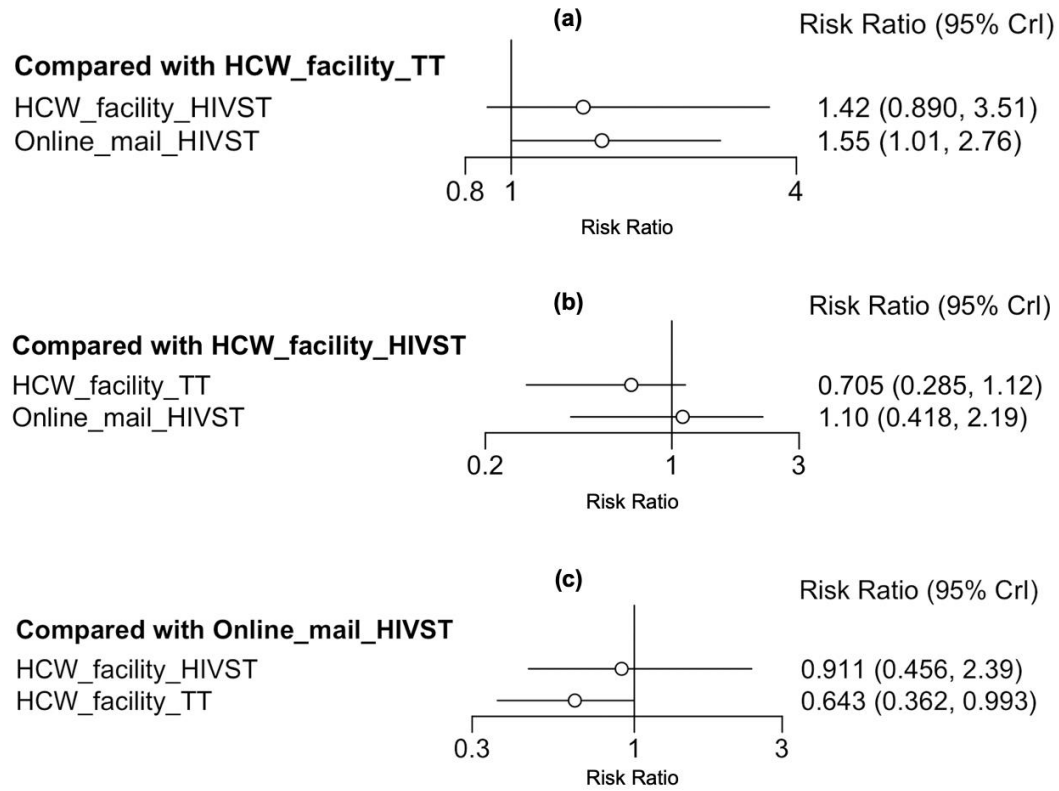 (a)
Risk Ratio (95% CrI)
Compared with HCW_facility_TT
HCW_facility_HIVST 1.42 (0.890, 3.51)
Online_mail_HIVST 1.55 (1.01, 2.76)
0.8 1 4
Risk Ratio
(b)
Risk Ratio (95% CrI)
Compared with HCW_facility_HIVST
HCW_facility_TT 0.705 (0.285, 1.12)
Online_mail_HIVST 1.10 (0.418, 2.19)
0.2 1 3
Risk Ratio
(c)
Risk Ratio (95% CrI)
Compared with Online_mail_HIVST
HCW_facility_HIVST 0.911 (0.456, 2.39)
HCW_facility_TT 0.643 (0.362, 0.993)
0.3 1 3
Risk Ratio